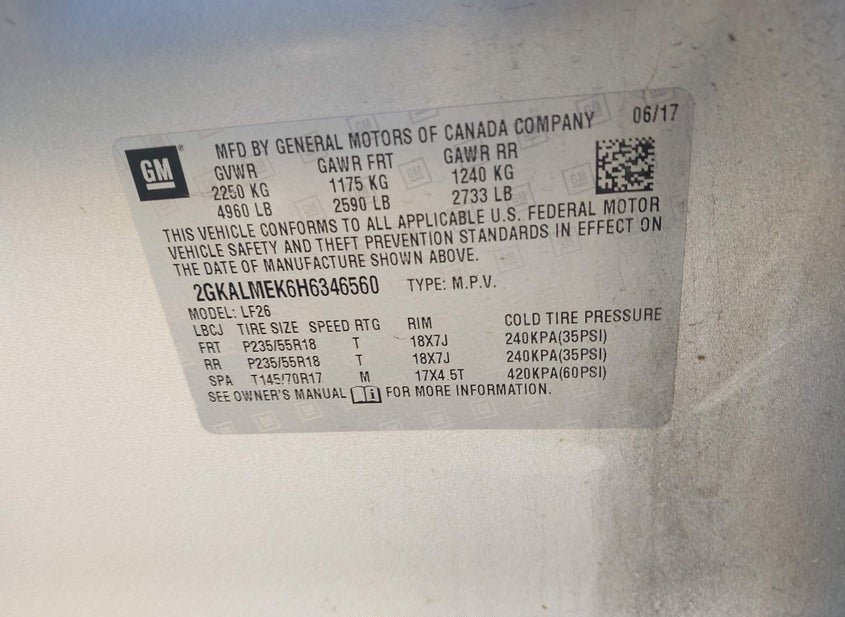 GM
MFD BY GENERAL MOTORS OF CANADA COMPANY 06/17
GVWR GAWR FRT GAWR RR
2250 KG 1175 KG 1240 KG
4960 LB 2590 LB 2733 LB
THIS VEHICLE CONFORMS TO ALL APPLICABLE U.S. FEDERAL MOTOR
VEHICLE SAFETY AND THEFT PREVENTION STANDARDS IN EFFECT ON
THE DATE OF MANUFACTURE SHOWN ABOVE.
2GKALMEK6H6346560 TYPE: M.P.V.
MODEL: LF26
LBCJ TIRE SIZE SPEED RTG RIM COLD TIRE PRESSURE
FRT P235/55R18 T 18X7J 240KPA(35PSI)
RR P235/55R18 T 18X7J 240KPA(35PSI)
SPA T145/70R17 M 17X4.5T 420KPA(60PSI)
SEE OWNER'S MANUAL i FOR MORE INFORMATION.